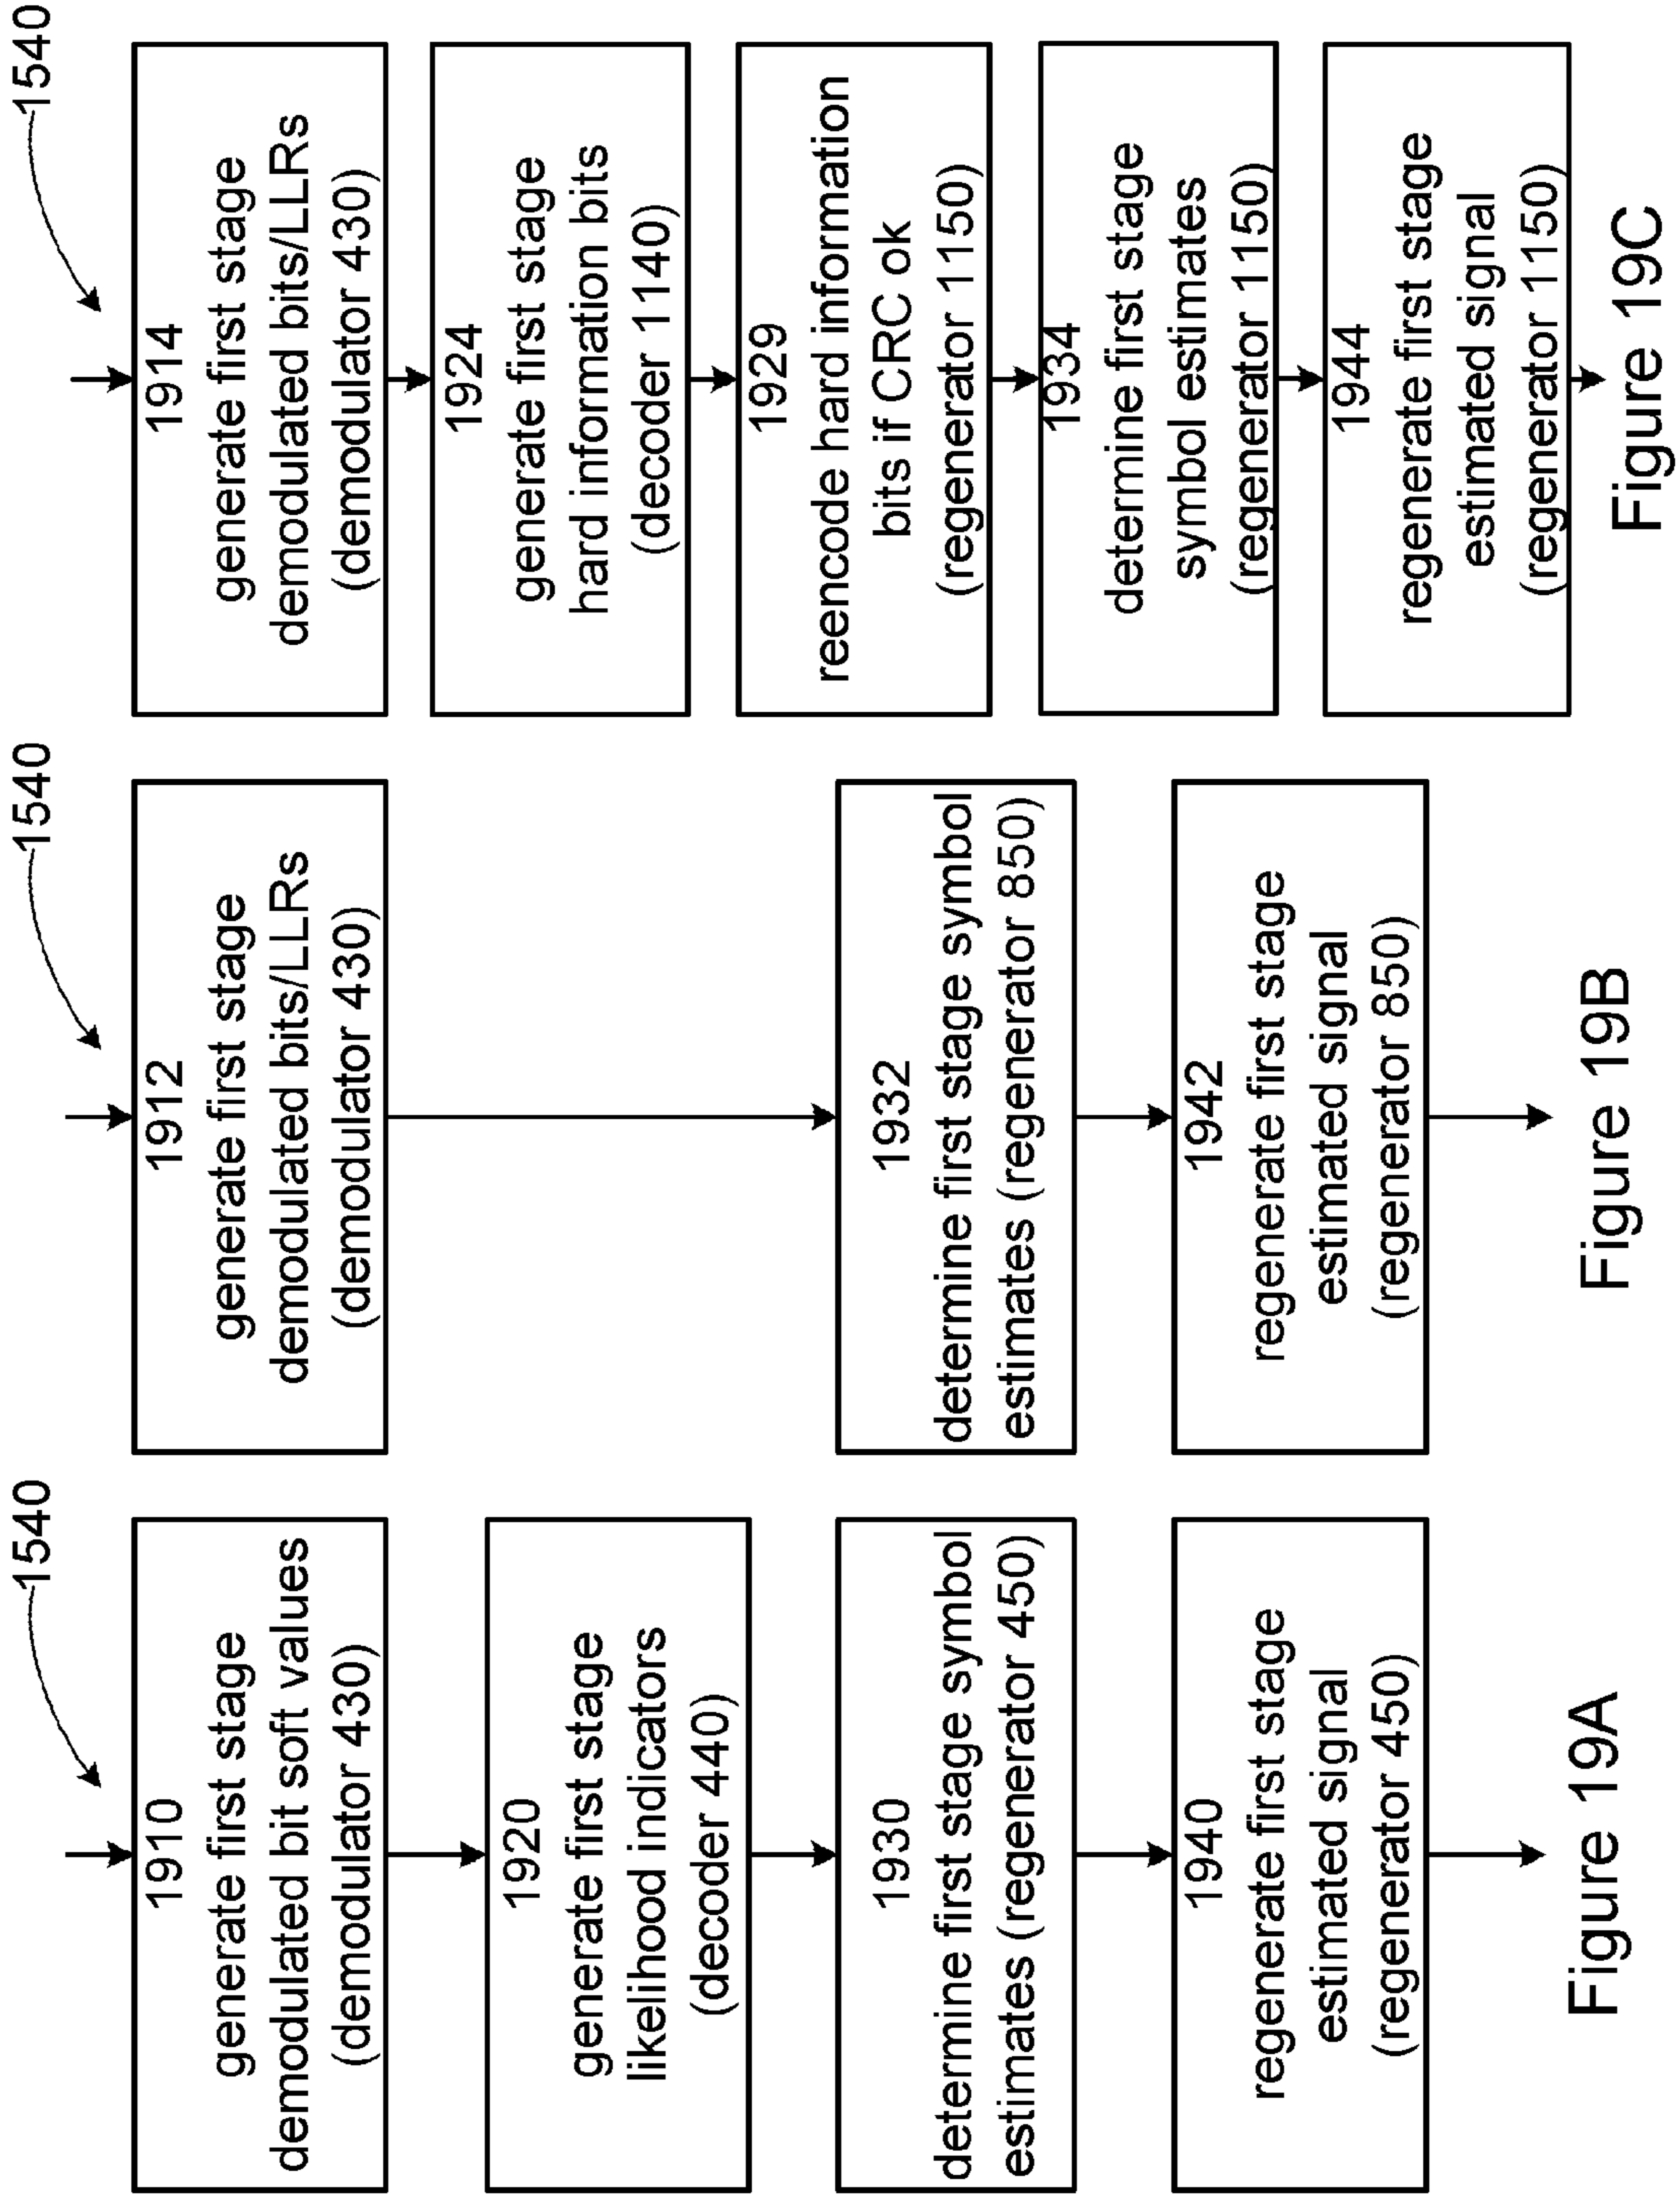 1540
1910
generate first stage
demodulated bit soft values
(demodulator 430)
1920
generate first stage
likelihood indicators
(decoder 440)
1930
determine first stage symbol
estimates (regenerator 450)
1940
regenerate first stage
estimated signal
(regenerator 450)
Figure 19A
1540
1912
generate first stage
demodulated bits/LLRs
(demodulator 430)
1932
determine first stage symbol
estimates (regenerator 850)
1942
regenerate first stage
estimated signal
(regenerator 850)
Figure 19B
1540
1914
generate first stage
demodulated bits/LLRs
(demodulator 430)
1924
generate first stage
hard information bits
(decoder 1140)
1929
reencode hard information
bits if CRC ok
(regenerator 1150)
1934
determine first stage
symbol estimates
(regenerator 1150)
1944
regenerate first stage
estimated signal
(regenerator 1150)
Figure 19C